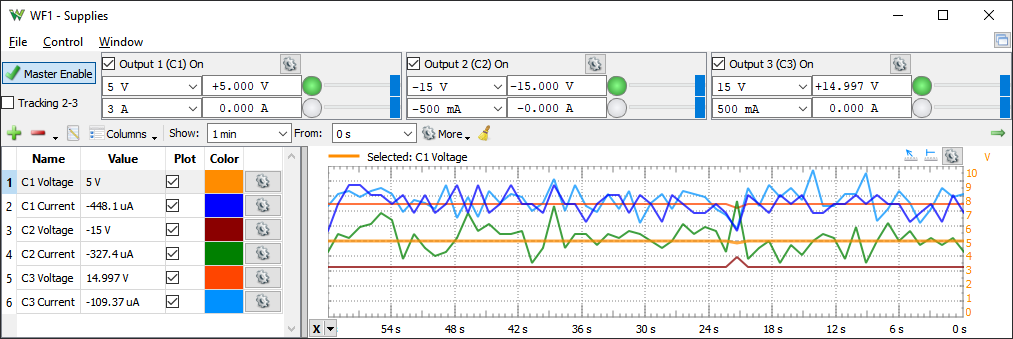 WF1 - Supplies
File Control Window
Master Enable
Tracking 2-3
Output 1 (C1) On
5 V +5.000 V
3 A 0.000 A
Output 2 (C2) On
-15 V -15.000 V
-500 mA -0.000 A
Output 3 (C3) On
15 V +14.997 V
500 mA 0.000 A
Columns Show: 1 min From: 0 s More
Name Value Plot Color
1 C1 Voltage 5 V
2 C1 Current -448.1 uA
3 C2 Voltage -15 V
4 C2 Current -327.4 uA
5 C3 Voltage 14.997 V
6 C3 Current -109.37 uA
Selected: C1 Voltage V
10
9
8
7
6
5
4
3
2
1
0
X 54 s 48 s 42 s 36 s 30 s 24 s 18 s 12 s 6 s 0 s